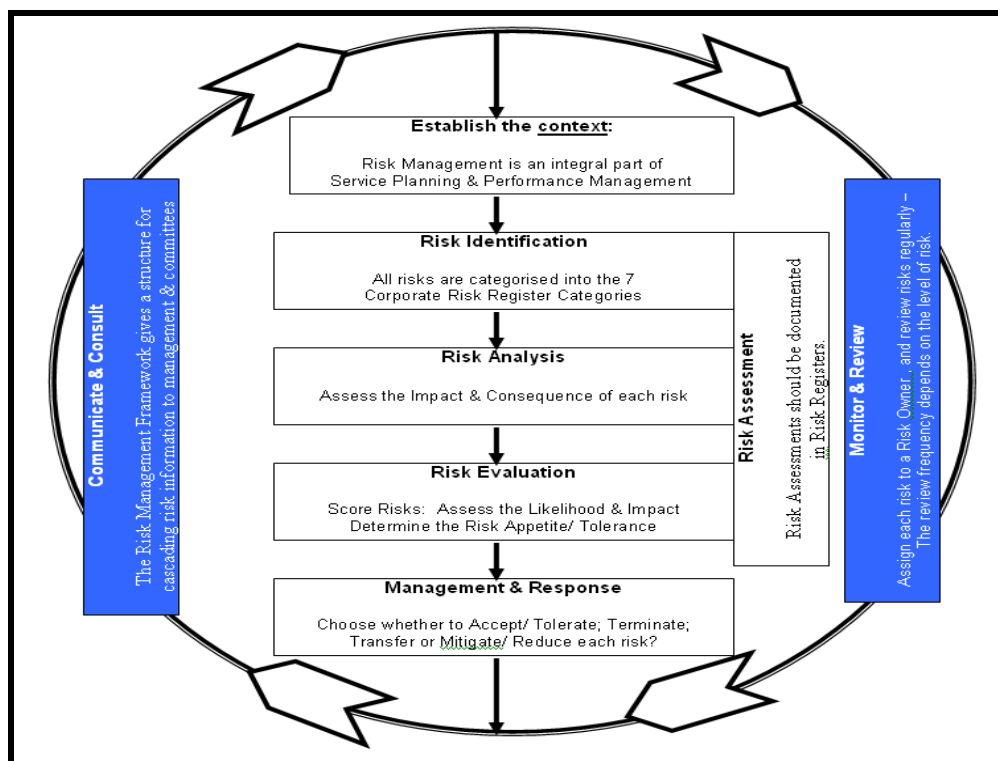 Establish the context:
Risk Management is an integral part of
Service Planning & Performance Management
Risk Identification
All risks are categorised into the 7
Corporate Risk Register Categories
Risk Analysis
Assess the Impact & Consequence of each risk
Risk Evaluation
Score Risks: Assess the Likelihood & Impact
Determine the Risk Appetite/ Tolerance
Management & Response
Choose whether to Accept/ Tolerate; Terminate;
Transfer or Mitigate/ Reduce each risk?
Communicate & Consult
The Risk Management Framework gives a structure for
cascading risk information to management & committees
Risk Assessment
Risk Assessments should be documented
in Risk Registers.
Monitor & Review
Assign each risk to a Risk Owner, and review risks regularly –
The review frequency depends on the level of risk.